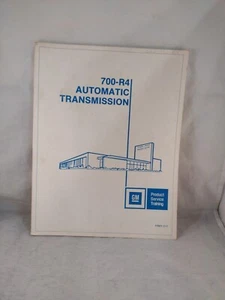 700-R4
AUTOMATIC
TRANSMISSION
GM
Product
Service
Training